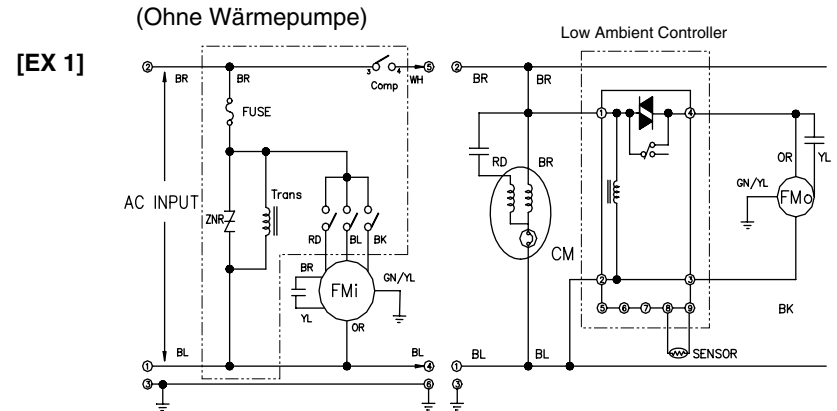 (Ohne Wärmepumpe)
Low Ambient Controller
[EX 1]
② BR BR 3 4 ⑤ WH ② BR BR
Comp
FUSE
① ④
RD BR OR YL
AC INPUT
Trans
GN/YL FMo
ZNR
RD BL BK
CM
BR FMi GN/YL
② ③
YL OR
⑤ ⑥ ⑦ ⑧ ⑨ BK
SENSOR
① BL BL ④ ① BL BL
③ ⑥ ③